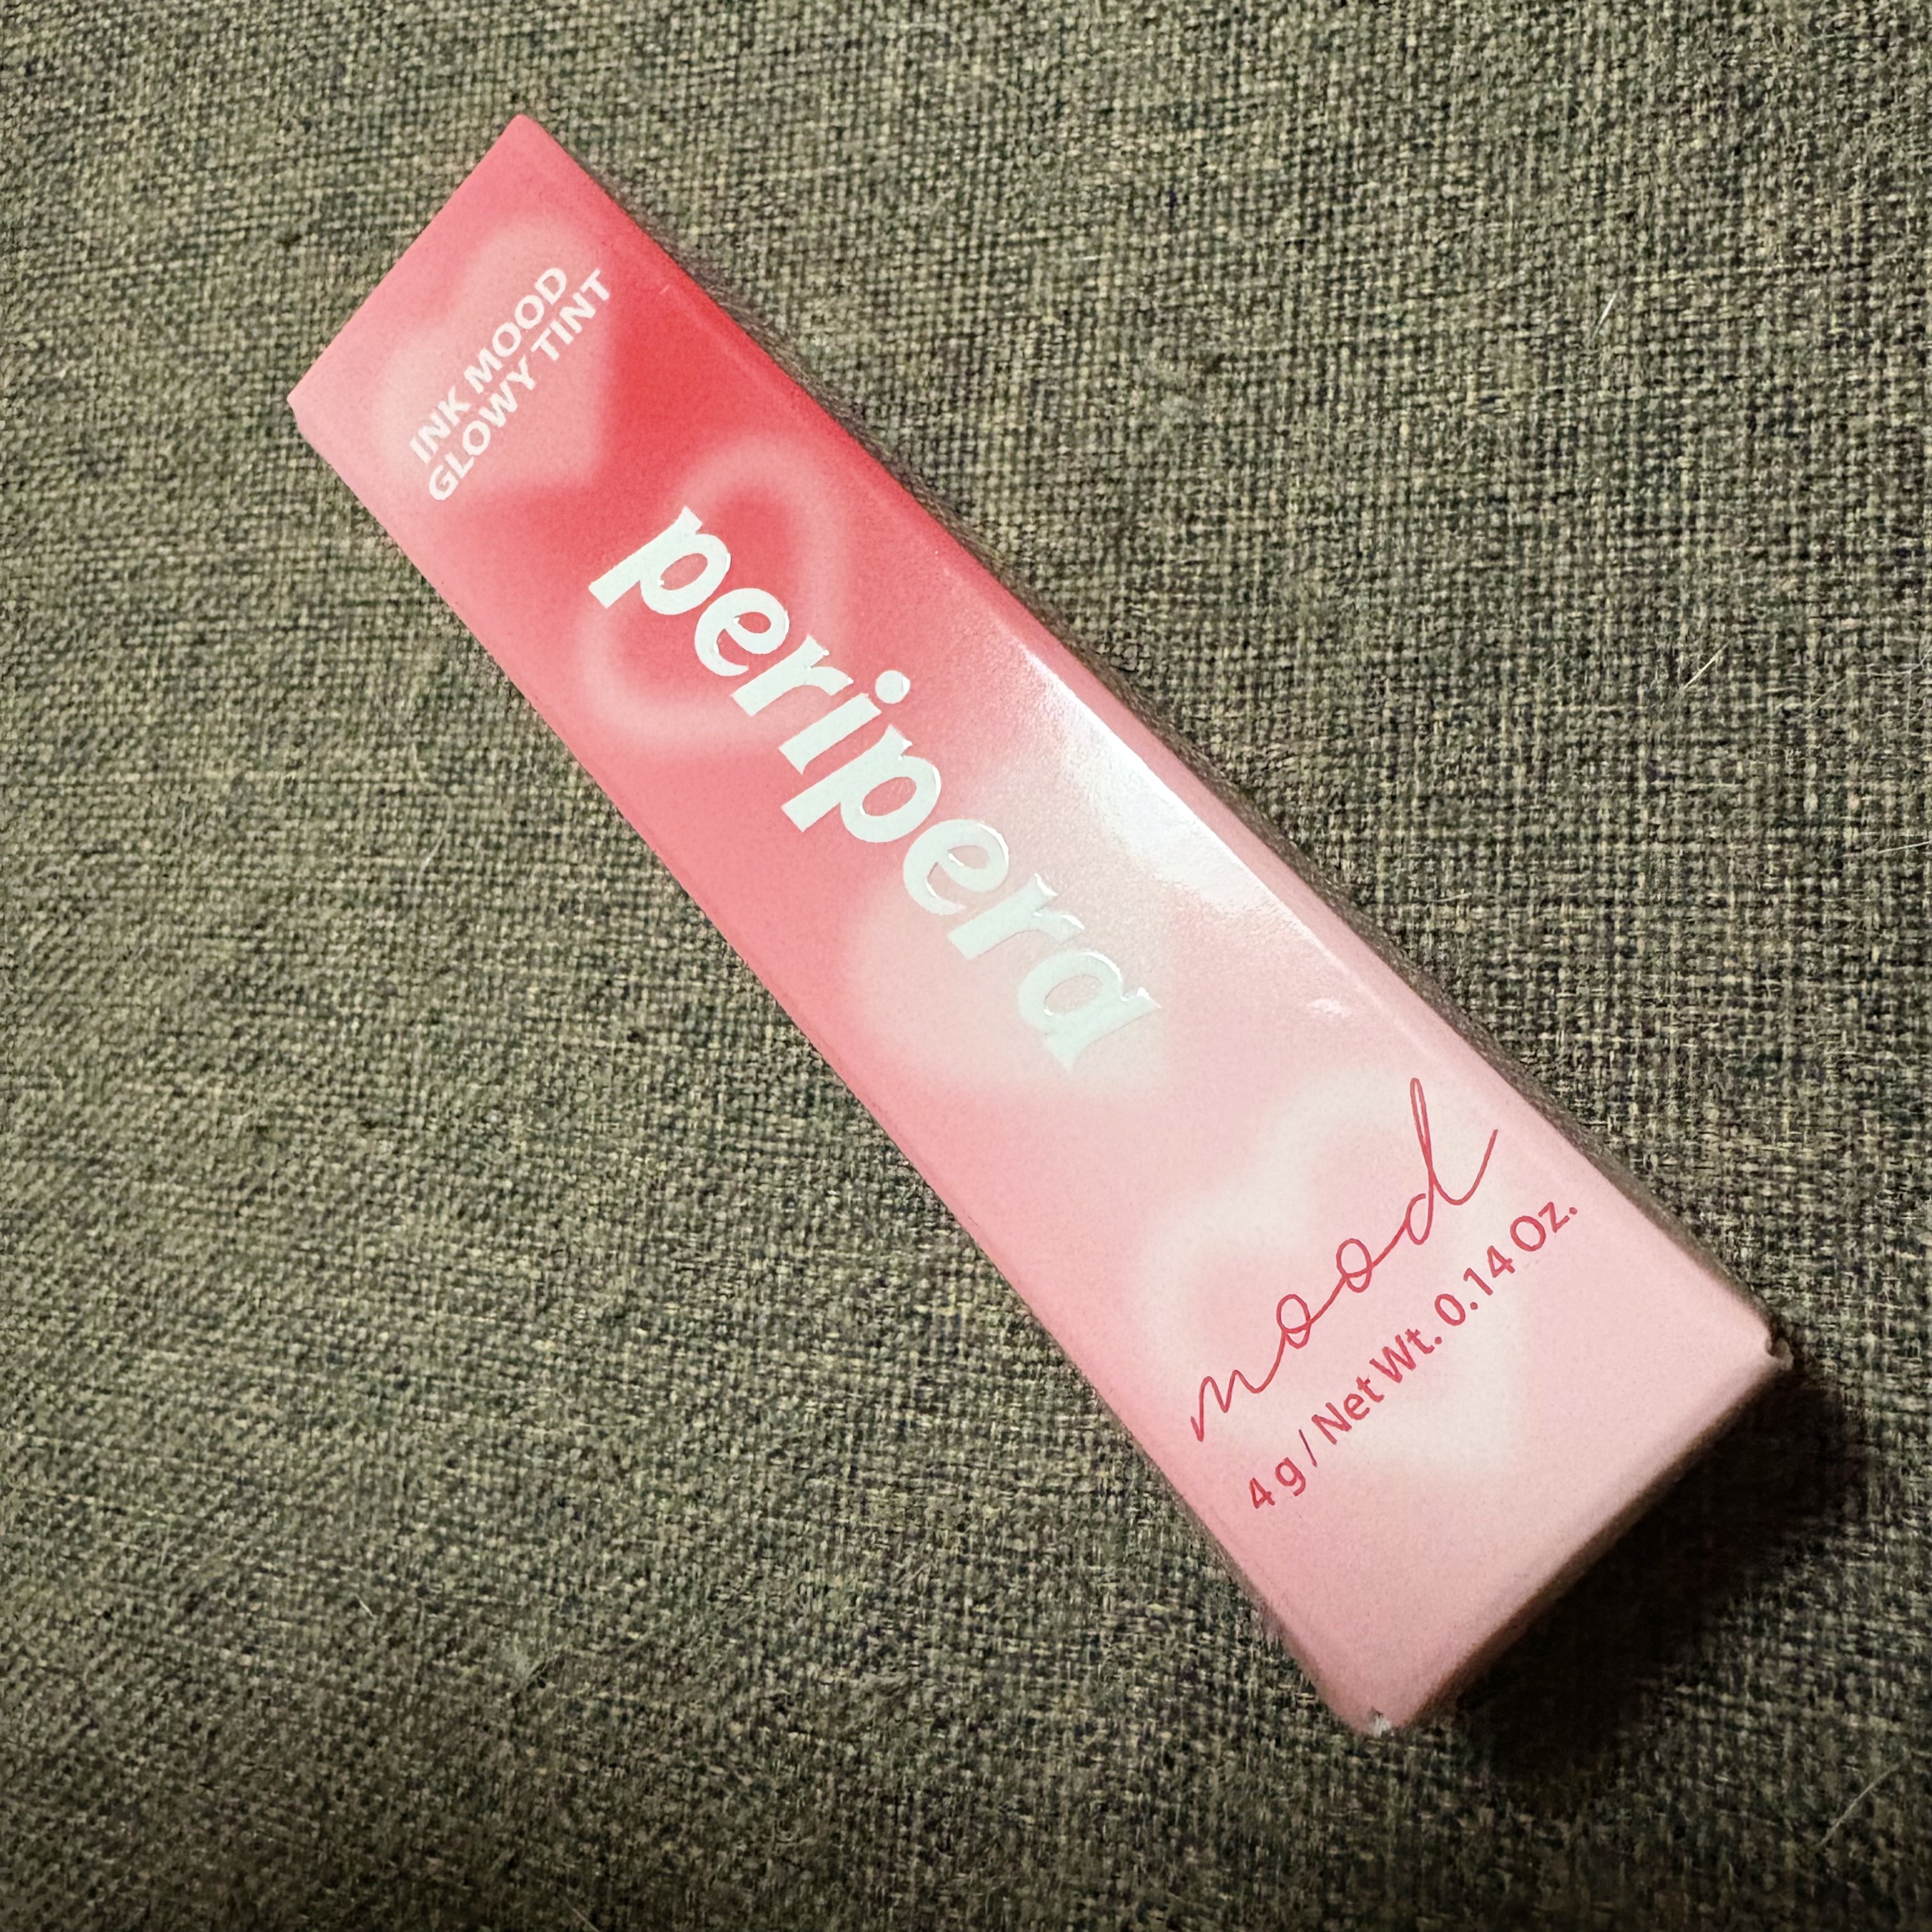 INK MOOD
GLOWY TINT
peripera
mood
4 g / Net Wt. 0.14 Oz.